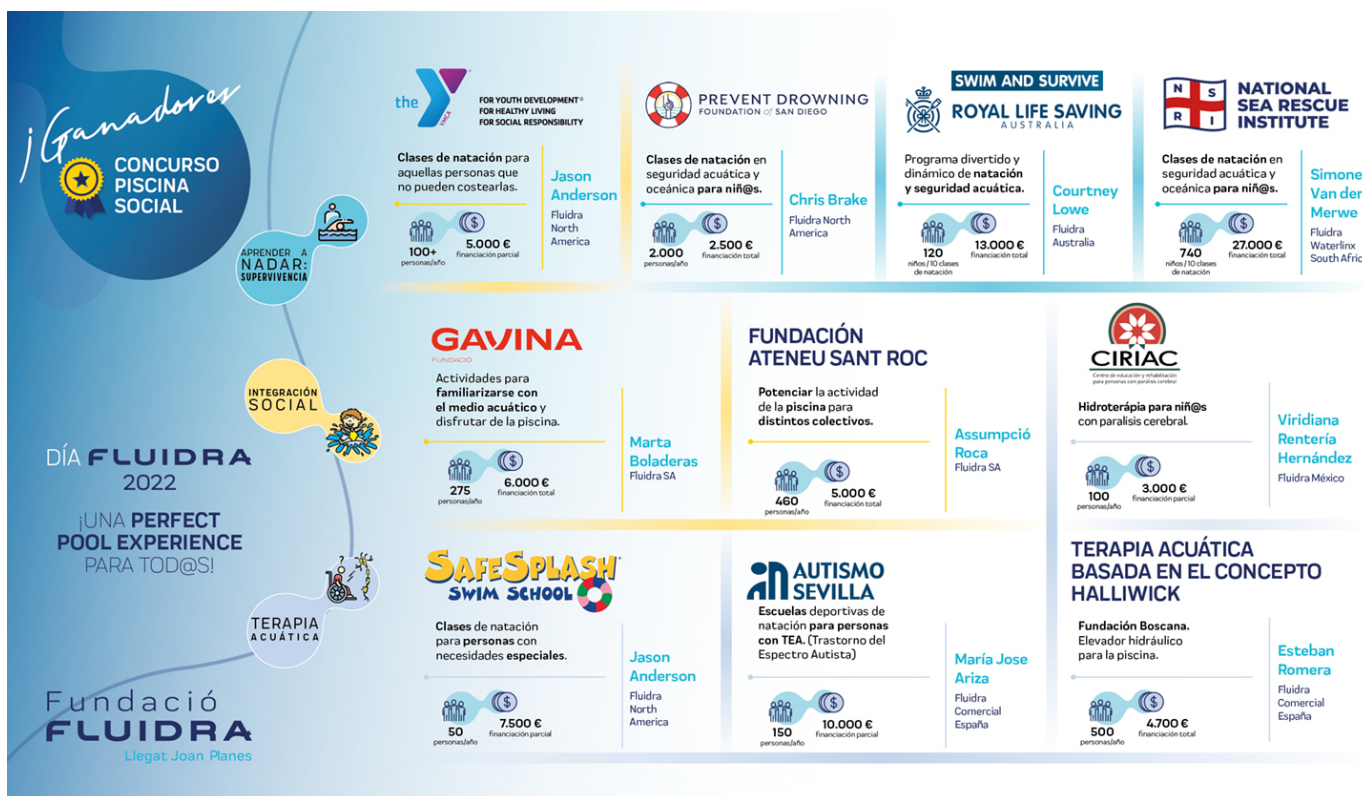 ¡Ganadores
CONCURSO
PISCINA
SOCIAL
APRENDER A
NADAR:
SUPERVIVENCIA
the
YMCA
FOR YOUTH DEVELOPMENT®
FOR HEALTHY LIVING
FOR SOCIAL RESPONSIBILITY
Clases de natación para
aquellas personas que
no pueden costearlas.
100+
personas/año
5.000 €
financiación parcial
Jason
Anderson
Fluidra
North
America
PREVENT DROWNING
FOUNDATION of SAN DIEGO
Clases de natación en
seguridad acuática y
oceánica para niñ@s.
2.000
personas/año
2.500 €
financiación total
Chris Brake
Fluidra North
America
SWIM AND SURVIVE
ROYAL LIFE SAVING
AUSTRALIA
Programa divertido y
dinámico de natación
y seguridad acuática.
120
niños / 10 clases
de natación
13.000 €
financiación total
Courtney
Lowe
Fluidra
Australia
N S
R I
NATIONAL
SEA RESCUE
INSTITUTE
Clases de natación en
seguridad acuática y
oceánica para niñ@s.
740
niños / 10 clases
de natación
27.000 €
financiación total
Simone
Van der
Merwe
Fluidra
Waterlinx
South Afric
INTEGRACIÓN
SOCIAL
GAVINA
FUNDACIÓ
Actividades para
familiarizarse con
el medio acuático y
disfrutar de la piscina.
275
personas/año
6.000 €
financiación total
Marta
Boladeras
Fluidra SA
FUNDACIÓN
ATENEU SANT ROC
Potenciar la actividad
de la piscina para
distintos colectivos.
460
personas/año
5.000 €
financiación total
Assumpció
Roca
Fluidra SA
CIRIAC
Centro de educación y rehabilitación
para personas con parálisis cerebral
Hidroterápia para niñ@s
con paralisis cerebral.
100
personas/año
3.000 €
financiación parcial
Viridiana
Rentería
Hernández
Fluidra México
DÍA FLUIDRA
2022
¡UNA PERFECT
POOL EXPERIENCE
PARA TOD@S!
TERAPIA
ACUÁTICA
SAFESPLASH
SWIM SCHOOL
Clases de natación
para personas con
necesidades especiales.
50
personas/año
7.500 €
financiación parcial
Jason
Anderson
Fluidra
North
America
AUTISMO
SEVILLA
Escuelas deportivas de
natación para personas
con TEA. (Trastorno del
Espectro Autista)
150
personas/año
10.000 €
financiación parcial
María Jose
Ariza
Fluidra
Comercial
España
TERAPIA ACUÁTICA
BASADA EN EL CONCEPTO
HALLIWICK
Fundación Boscana.
Elevador hidráulico
para la piscina.
500
personas/año
4.700 €
financiación total
Esteban
Romera
Fluidra
Comercial
España
Fundació
FLUIDRA
Llegat Joan Planes